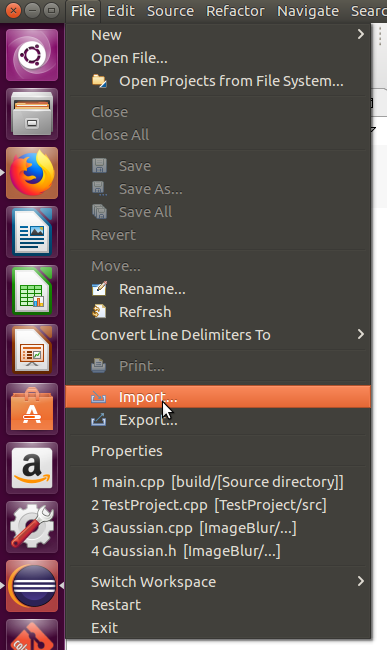 File Edit Source Refactor Navigate Searc
New
Open File...
Open Projects from File System...
Close
Close All
Save
Save As...
Save All
Revert
Move...
Rename...
Refresh
Convert Line Delimiters To
Print...
Import...
Export...
Properties
1 main.cpp [build/[Source directory]]
2 TestProject.cpp [TestProject/src]
3 Gaussian.cpp [ImageBlur/...]
4 Gaussian.h [ImageBlur/...]
Switch Workspace
Restart
Exit